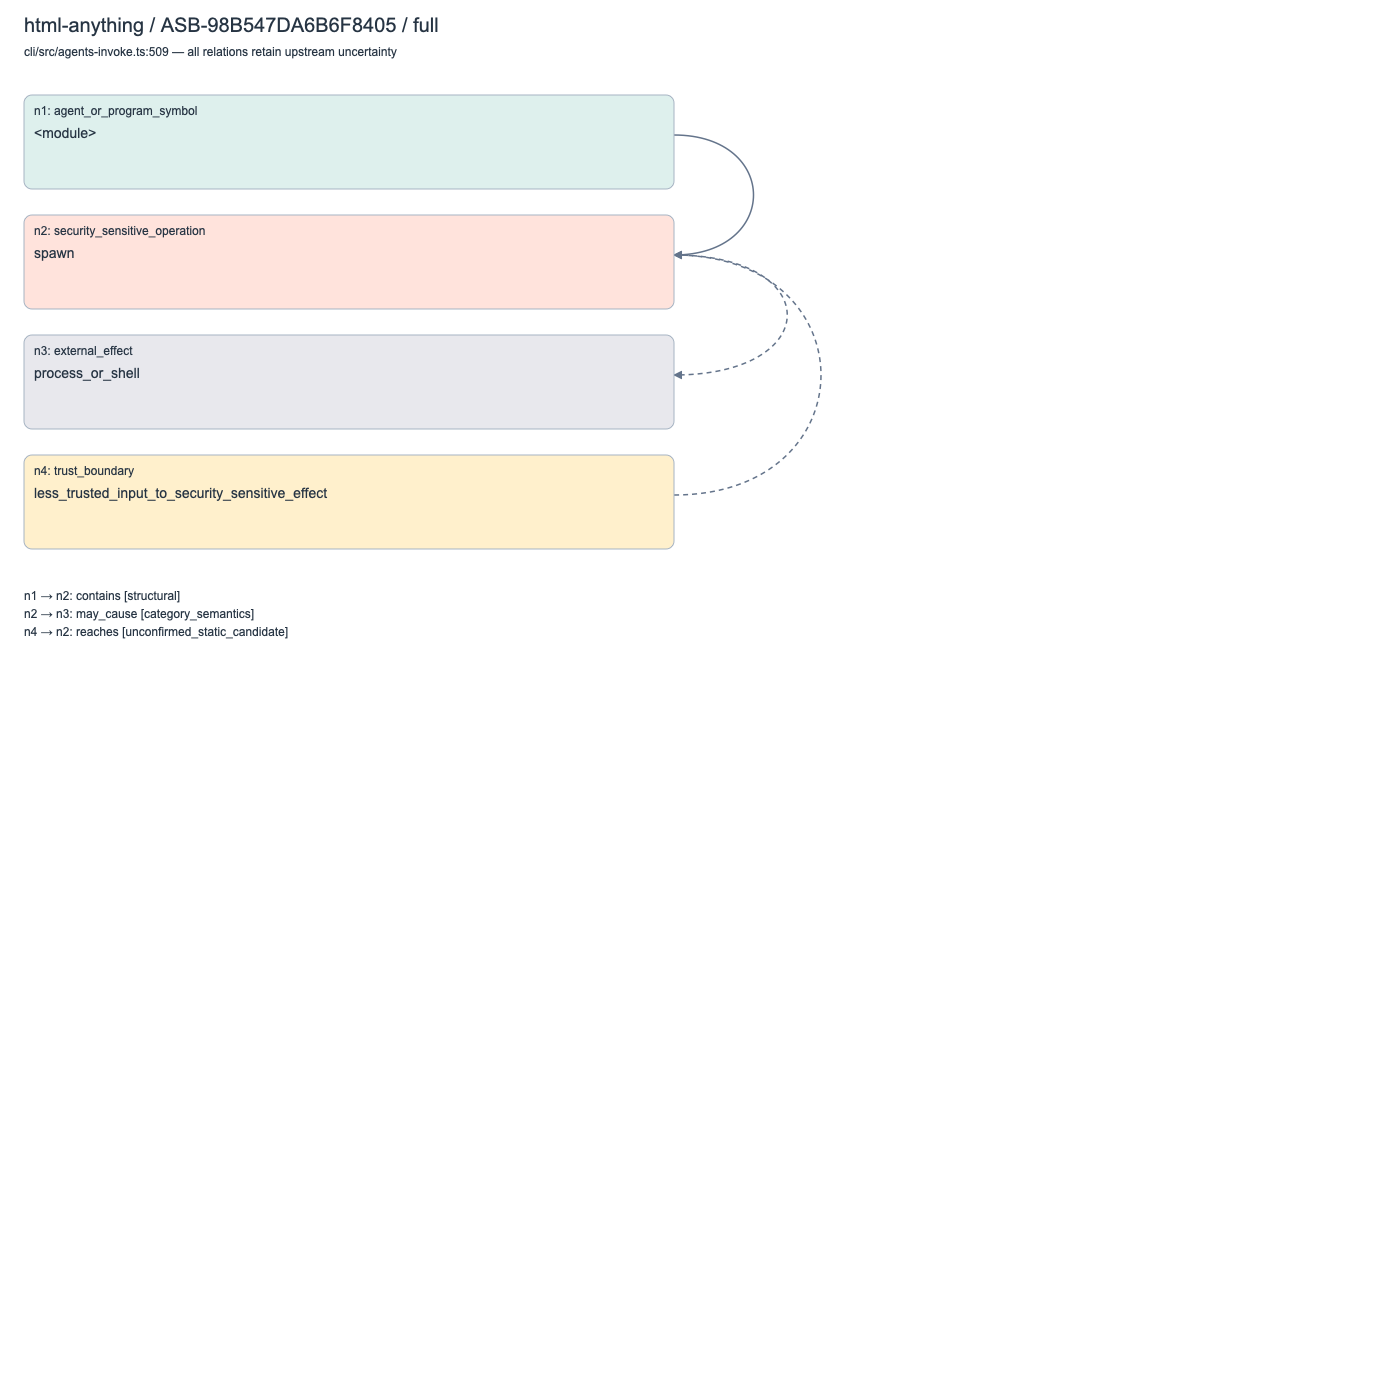 html-anything / ASB-98B547DA6B6F8405 / full
cli/src/agents-invoke.ts:509 — all relations retain upstream uncertainty
n1: agent_or_program_symbol
<module>
n2: security_sensitive_operation
spawn
n3: external_effect
process_or_shell
n4: trust_boundary
less_trusted_input_to_security_sensitive_effect
n1 → n2: contains [structural]
n2 → n3: may_cause [category_semantics]
n4 → n2: reaches [unconfirmed_static_candidate]